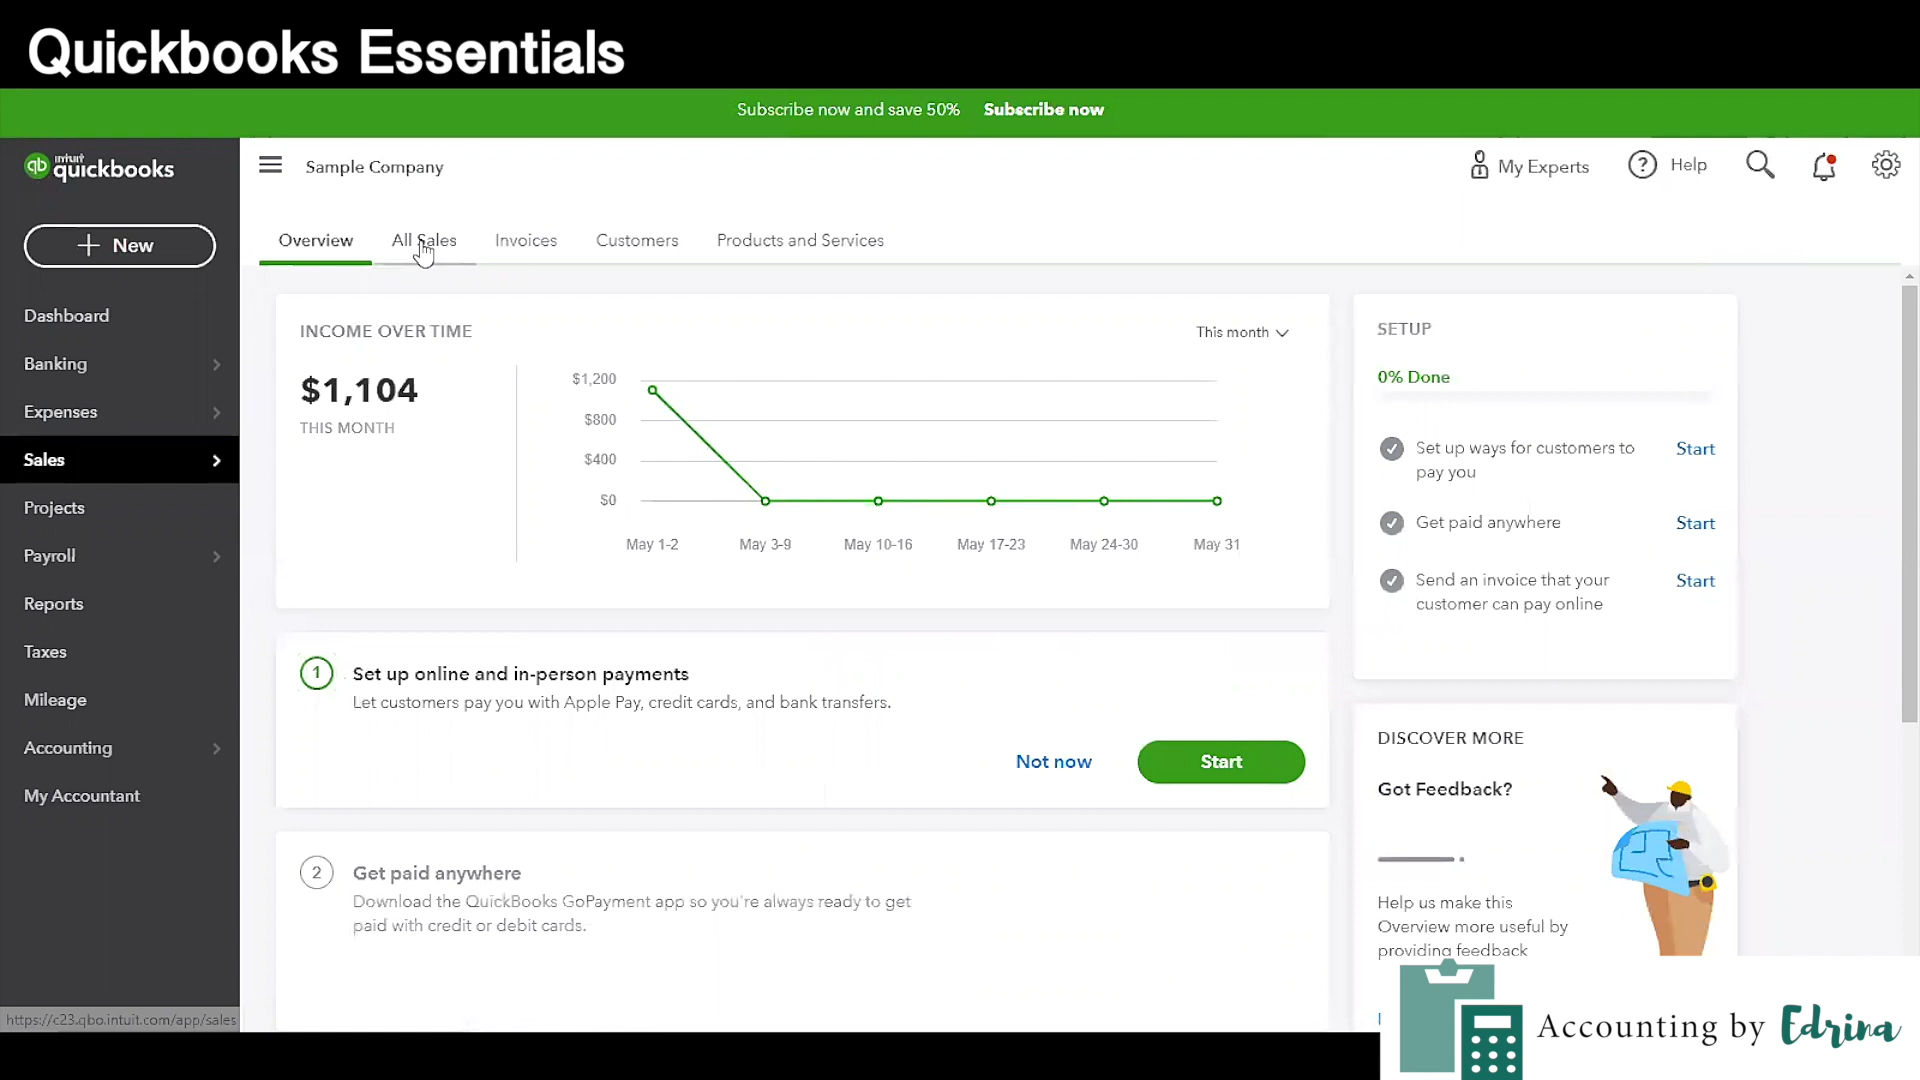 Quickbooks Essentials
Subscribe now and save 50% Subscribe now
intuit
qb quickbooks
Sample Company
My Experts
? Help
+ New
Overview
All Sales
Invoices
Customers
Products and Services
Dashboard
Banking
Expenses
Sales
Projects
Payroll
Reports
Taxes
Mileage
Accounting
My Accountant
INCOME OVER TIME
This month
$1,104
THIS MONTH
$1,200
$800
$400
$0
May 1-2
May 3-9
May 10-16
May 17-23
May 24-30
May 31
SETUP
0% Done
Set up ways for customers to
pay you
Start
Get paid anywhere
Start
Send an invoice that your
customer can pay online
Start
1 Set up online and in-person payments
Let customers pay you with Apple Pay, credit cards, and bank transfers.
Not now
Start
2 Get paid anywhere
Download the QuickBooks GoPayment app so you're always ready to get
paid with credit or debit cards.
DISCOVER MORE
Got Feedback?
Help us make this
Overview more useful by
providing feedback
https://c23.qbo.intuit.com/app/sales
Accounting by Edrina